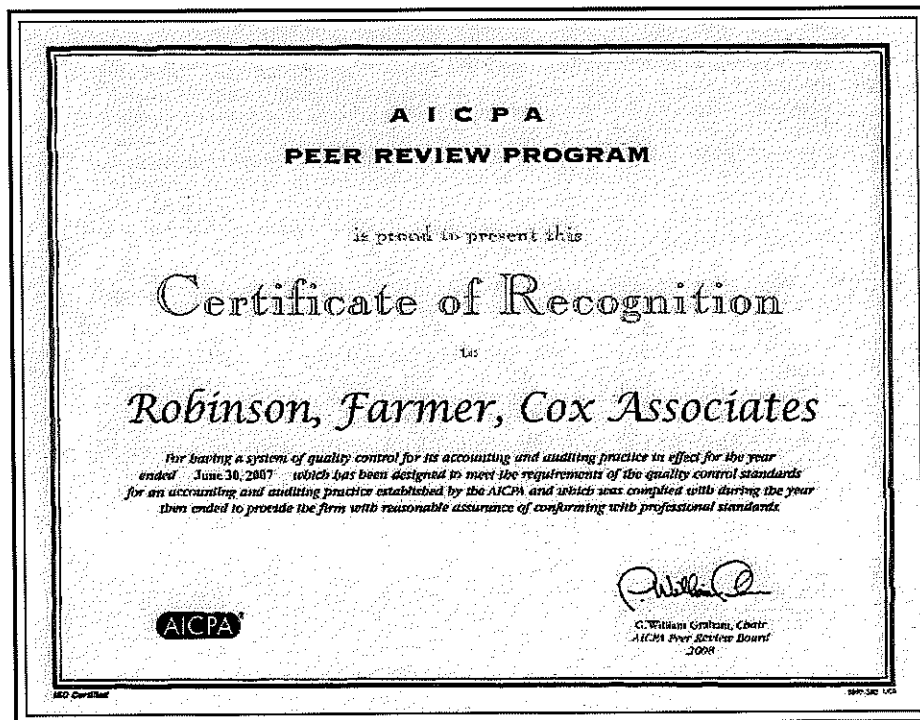 A I C P A
PEER REVIEW PROGRAM
is proud to present this
Certificate of Recognition
to
Robinson, Farmer, Cox Associates
For having a system of quality control for its accounting and auditing practice in effect for the year
ended June 30, 2007 which has been designed to meet the requirements of the quality control standards
for an accounting and auditing practice established by the AICPA and which was complied with during the year
then ended to provide the firm with reasonable assurance of conforming with professional standards
AICPA
G. William Graham, Chair
AICPA Peer Review Board
2008
ISO Certified